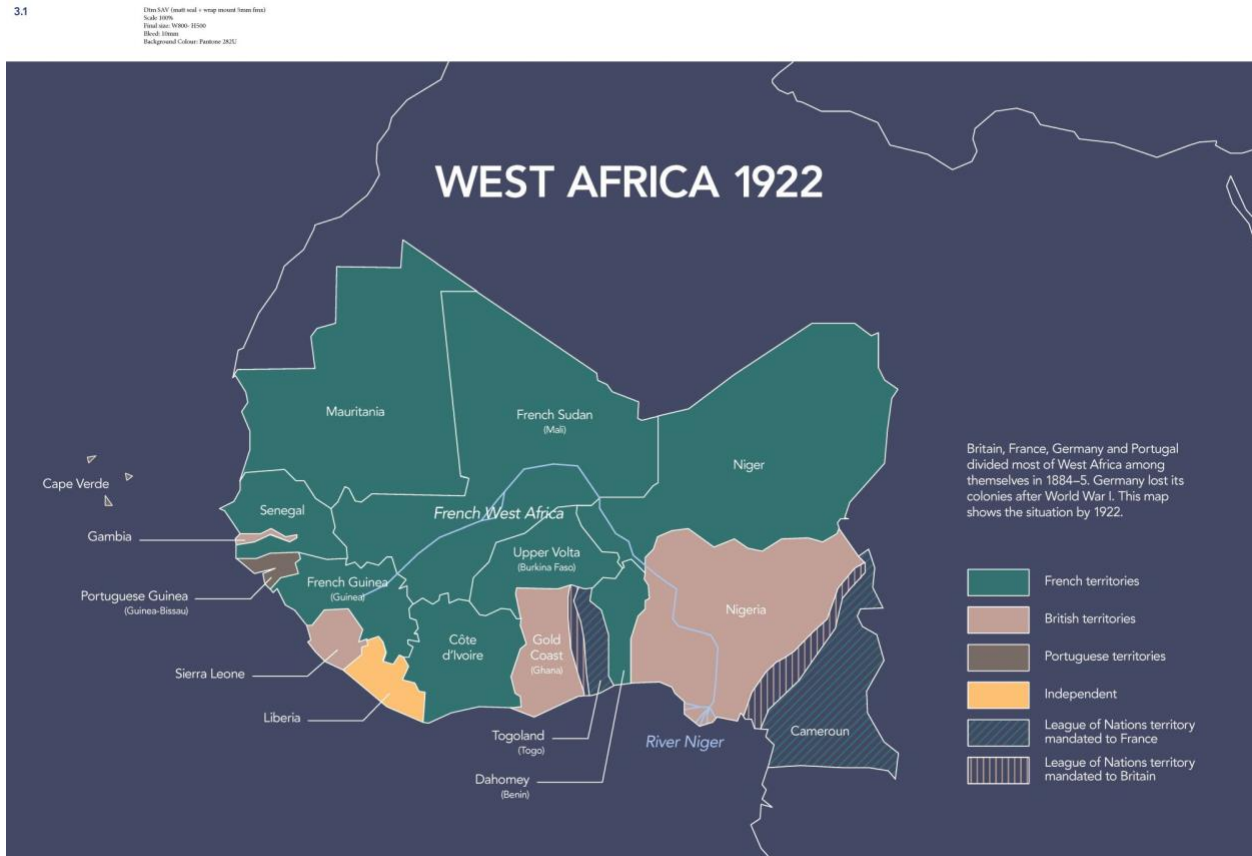 3.1
Dtm SAV (matt seal + wrap mount 5mm fmx)
Scale 100%
Final size: W800- H500
Bleed: 10mm
Background Colour: Pantone 282U
WEST AFRICA 1922
Mauritania
French Sudan
(Mali)
Niger
Cape Verde
Senegal
French West Africa
Gambia
Upper Volta
(Burkina Faso)
Portuguese Guinea
(Guinea-Bissau)
French Guinea
(Guinea)
Nigeria
Côte
d'Ivoire
Gold
Coast
(Ghana)
Sierra Leone
Liberia
Togoland
(Togo)
River Niger
Cameroun
Dahomey
(Benin)
Britain, France, Germany and Portugal
divided most of West Africa among
themselves in 1884–5. Germany lost its
colonies after World War I. This map
shows the situation by 1922.
French territories
British territories
Portuguese territories
Independent
League of Nations territory
mandated to France
League of Nations territory
mandated to Britain